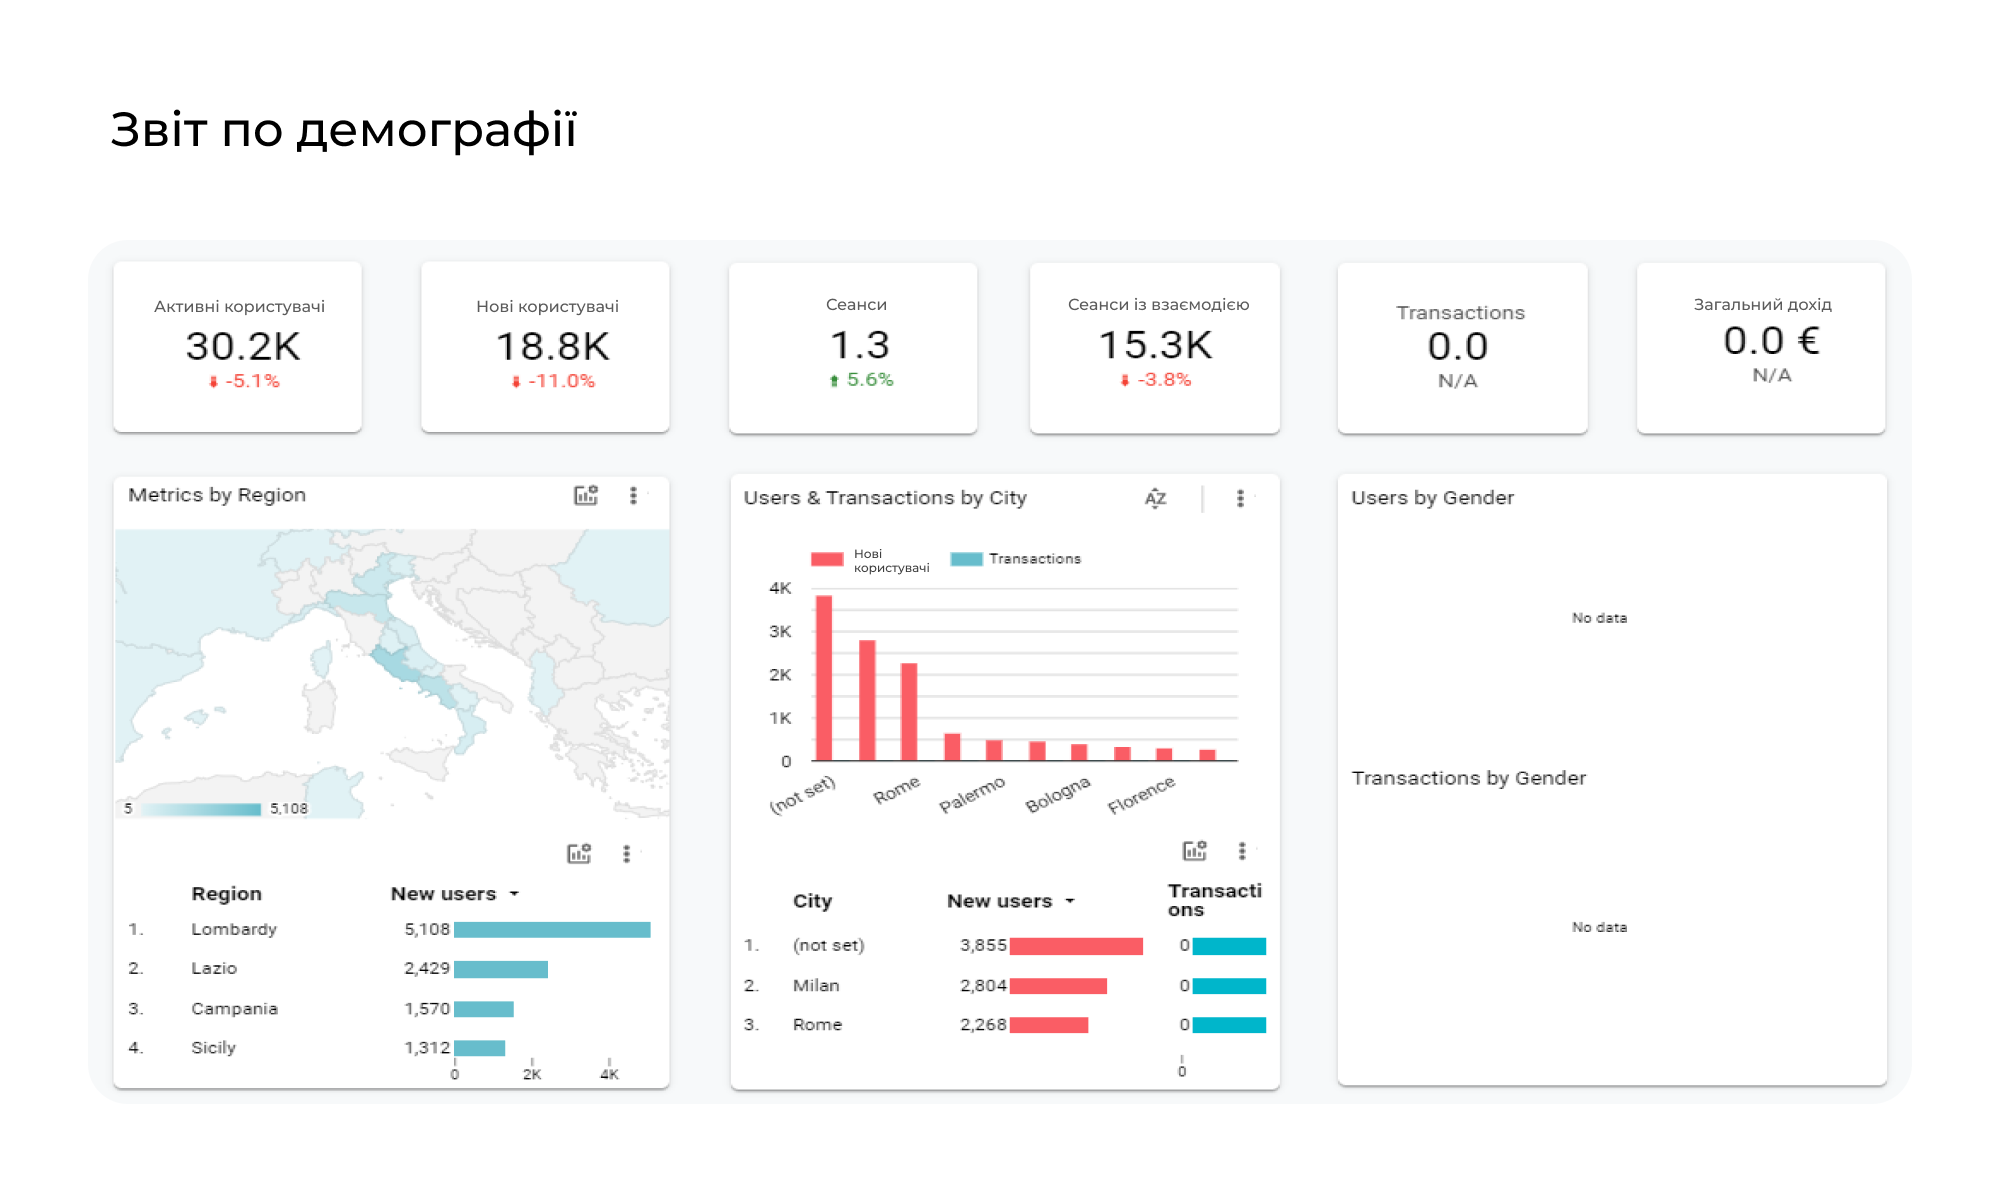 Звіт по демографії
Активні користувачі
30.2K
-5.1%
Нові користувачі
18.8K
-11.0%
Сеанси
1.3
5.6%
Сеанси із взаємодією
15.3K
-3.8%
Transactions
0.0
N/A
Загальний дохід
0.0 €
N/A
Metrics by Region
5 5,108
Region New users
1. Lombardy 5,108
2. Lazio 2,429
3. Campania 1,570
4. Sicily 1,312
0 2K 4K
Users & Transactions by City
AZ
Нові
користувачі
Transactions
4K
3K
2K
1K
0
(not set) Rome Palermo Bologna Florence
City New users Transacti
ons
1. (not set) 3,855 0
2. Milan 2,804 0
3. Rome 2,268 0
0
Users by Gender
No data
Transactions by Gender
No data